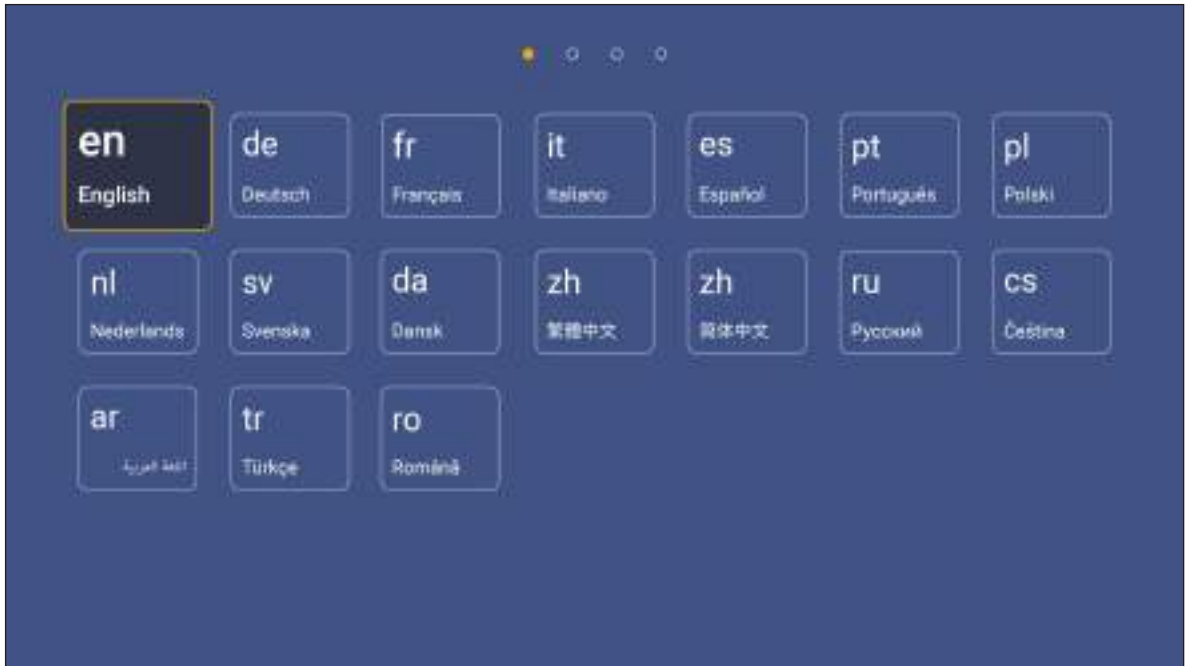 en
English
de
Deutsch
fr
Français
it
Italiano
es
Español
pt
Português
pl
Polski
nl
Nederlands
sv
Svenska
da
Dansk
zh
繁體中文
zh
简体中文
ru
Русский
cs
Čeština
ar
اللغة العربية
tr
Türkçe
ro
Română